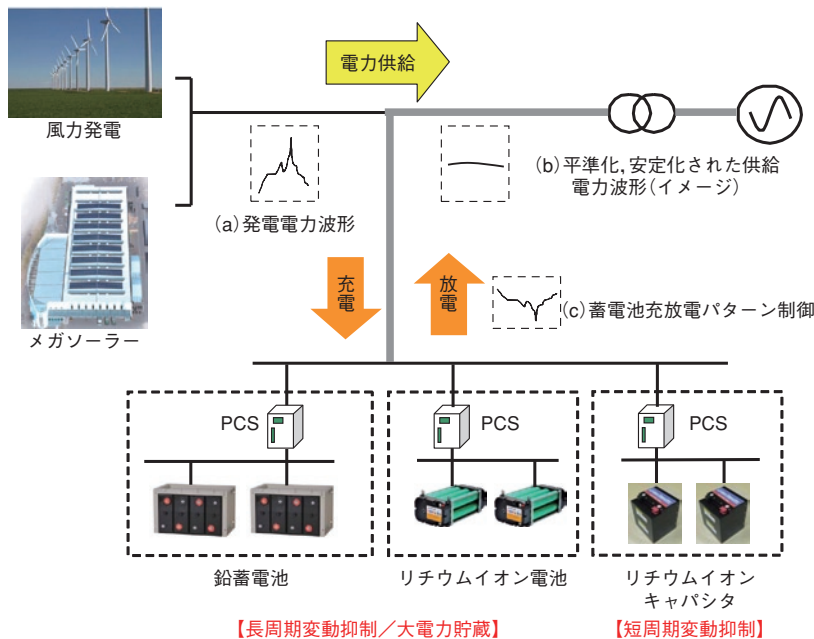 電力供給
風力発電
(a)発電電力波形
(b)平準化,安定化された供給
電力波形(イメージ)
メガソーラー
充電
放電
(c)蓄電池充放電パターン制御
PCS
PCS
PCS
鉛蓄電池
リチウムイオン電池
リチウムイオン
キャパシタ
【長周期変動抑制/大電力貯蔵】
【短周期変動抑制】